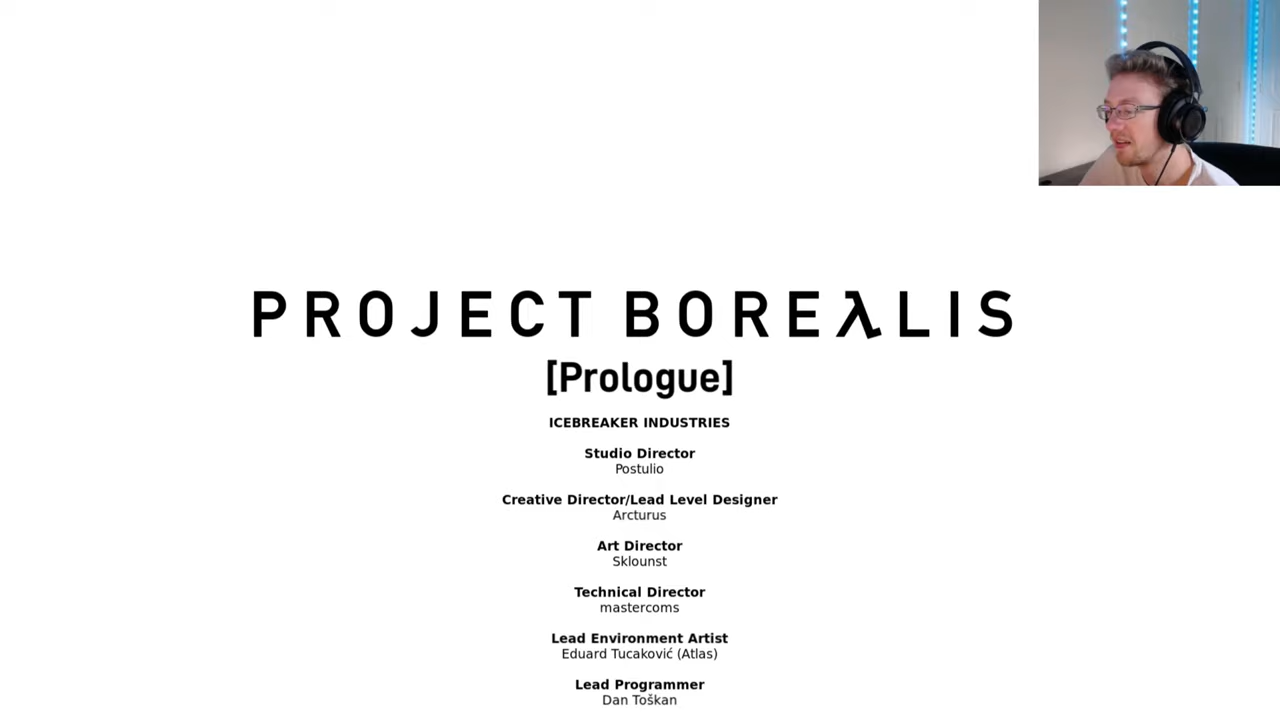 PROJECT BOREλLIS
[Prologue]
ICEBREAKER INDUSTRIES
Studio Director
Postulio
Creative Director/Lead Level Designer
Arcturus
Art Director
Sklounst
Technical Director
mastercoms
Lead Environment Artist
Eduard Tucaković (Atlas)
Lead Programmer
Dan Toškan